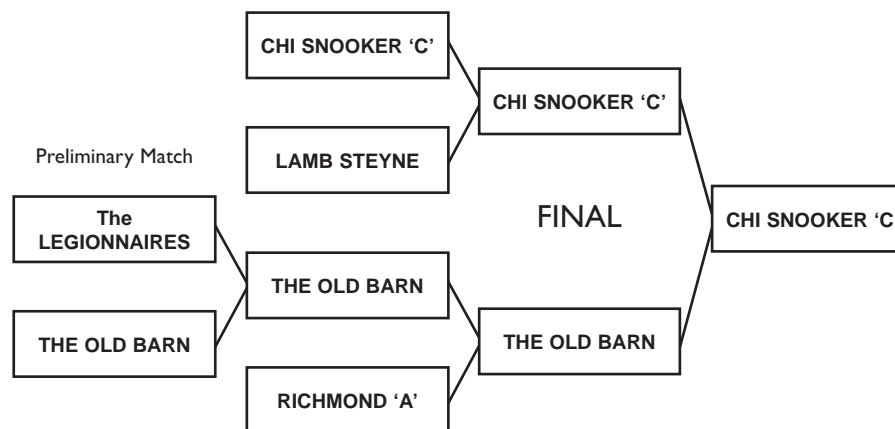 CHI SNOOKER ‘C’
CHI SNOOKER ‘C’
Preliminary Match
LAMB STEYNE
The
LEGIONNAIRES
FINAL
CHI SNOOKER ‘C
THE OLD BARN
THE OLD BARN
THE OLD BARN
RICHMOND ‘A’